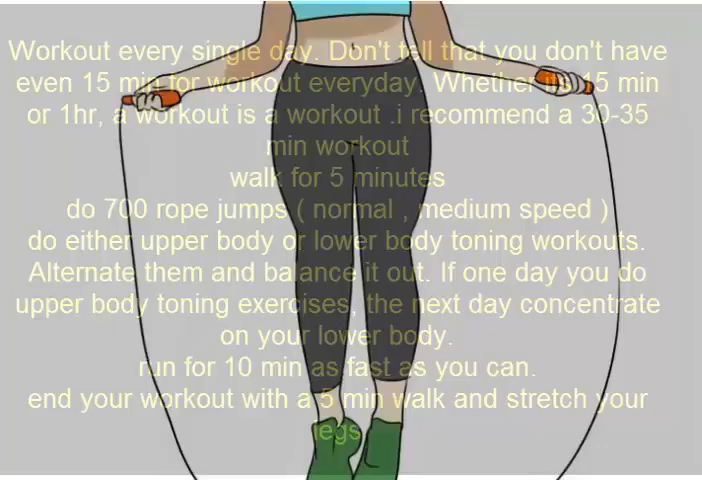 Workout every single day. Don't tell that you don't have
even 15 min for workout everyday. Whether its 15 min
or 1hr, a workout is a workout .i recommend a 30-35
min workout
walk for 5 minutes
do 700 rope jumps ( normal , medium speed )
do either upper body or lower body toning workouts.
Alternate them and balance it out. If one day you do
upper body toning exercises, the next day concentrate
on your lower body.
run for 10 min as fast as you can.
end your workout with a 5 min walk and stretch your
legs